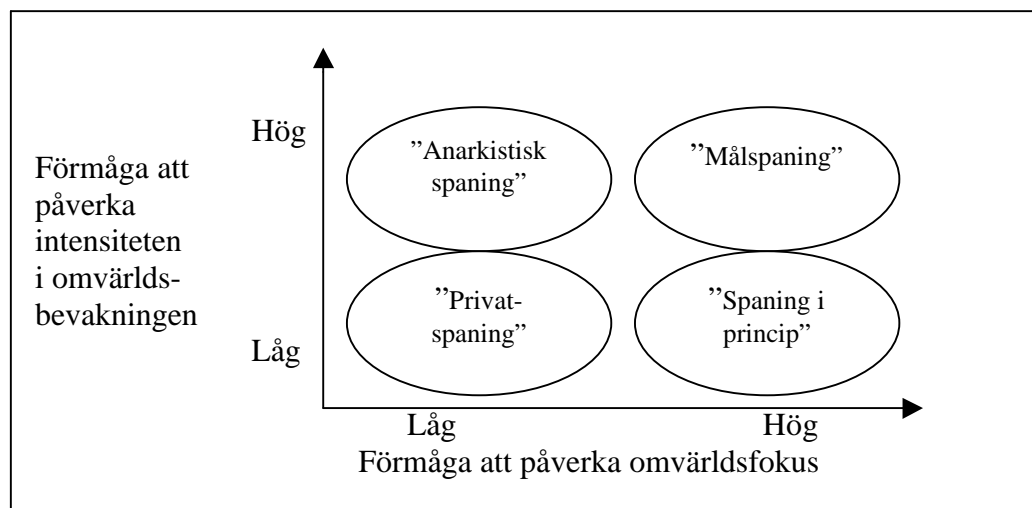 Förmåga att
påverka
intensiteten
i omvärlds-
bevakningen
Hög
Låg
”Anarkistisk
spaning”
”Målspaning”
”Privat-
spaning”
”Spaning i
princip”
Låg
Hög
Förmåga att påverka omvärldsfokus